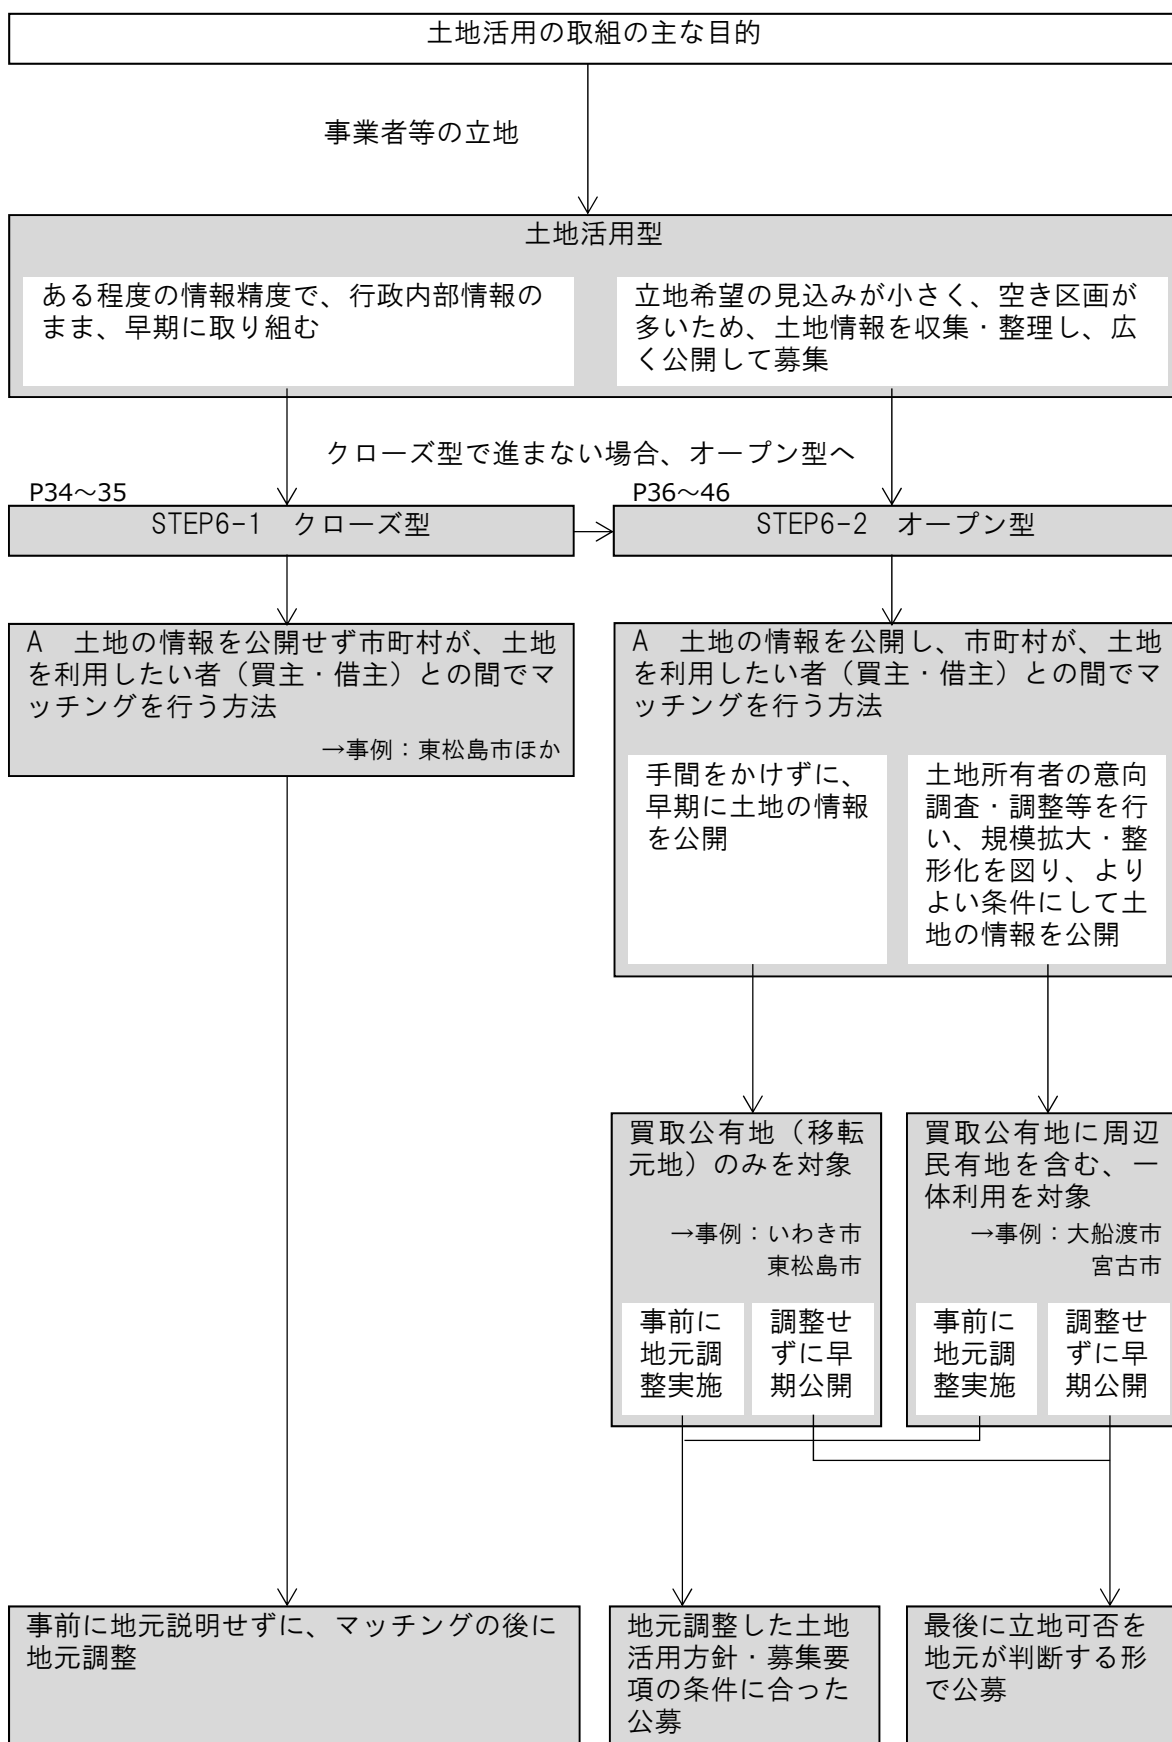 土地活用の取組の主な目的
事業者等の立地
土地活用型
ある程度の情報精度で、行政内部情報の
まま、早期に取り組む
立地希望の見込みが小さく、空き区画が
多いため、土地情報を収集・整理し、広
く公開して募集
クローズ型で進まない場合、オープン型へ
P34～35
STEP6-1　クローズ型
P36～46
STEP6-2　オープン型
A　土地の情報を公開せず市町村が、土地
を利用したい者（買主・借主）との間でマ
ッチングを行う方法
→事例：東松島市ほか
A　土地の情報を公開し、市町村が、土地
を利用したい者（買主・借主）との間でマ
ッチングを行う方法
手間をかけずに、
早期に土地の情報
を公開
土地所有者の意向
調査・調整等を行
い、規模拡大・整
形化を図り、より
よい条件にして土
地の情報を公開
買取公有地（移転
元地）のみを対象
→事例：いわき市
東松島市
事前に
地元調
整実施
調整せ
ずに早
期公開
買取公有地に周辺
民有地を含む、一
体利用を対象
→事例：大船渡市
宮古市
事前に
地元調
整実施
調整せ
ずに早
期公開
事前に地元説明せずに、マッチングの後に
地元調整
地元調整した土地
活用方針・募集要
項の条件に合った
公募
最後に立地可否を
地元が判断する形
で公募